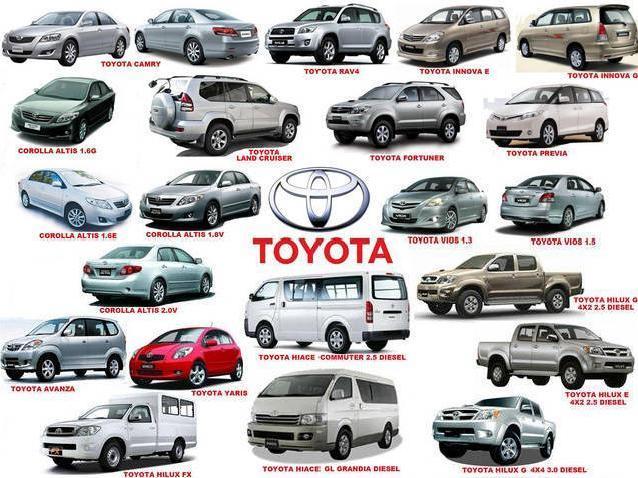 TOYOTA CAMRY
TOYOTA RAV4
TOYOTA INNOVA E
TOYOTA INNOVA G
COROLLA ALTIS 1.6G
TOYOTA
LAND CRUISER
TOYOTA FORTUNER
TOYOTA PREVIA
COROLLA ALTIS 1.6E
COROLLA ALTIS 1.8V
TOYOTA
TOYOTA VIOS 1.3
TOYOTA VIOS 1.5
COROLLA ALTIS 2.0V
TOYOTA HIACE COMMUTER 2.5 DIESEL
TOYOTA HILUX G
4X2 2.5 DIESEL
TOYOTA AVANZA
TOYOTA YARIS
TOYOTA HILUX E
4X2 2.5 DIESEL
TOYOTA HILUX FX
TOYOTA HIACE: GL GRANDIA DIESEL
TOYOTA HILUX G 4X4 3.0 DIESEL